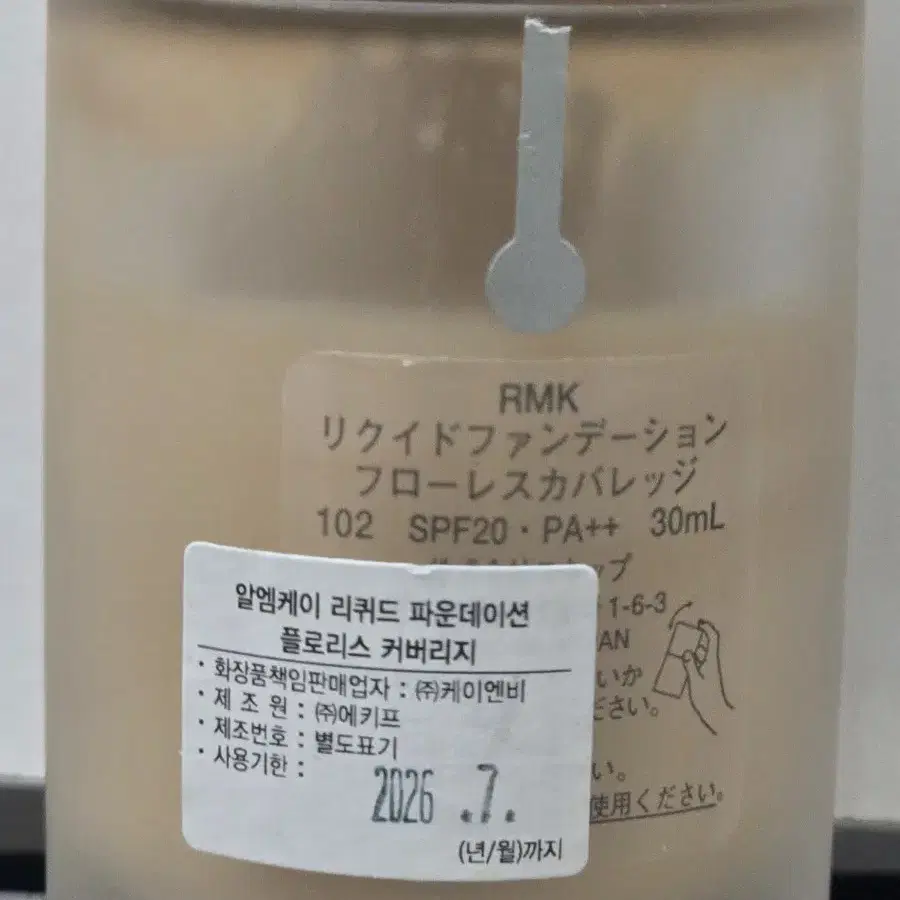 RMK
リクイドファンデーション
フローレスカバレッジ
102 SPF20・PA++ 30mL
1-6-3
AN
いか
ださい。
い。
使用ください。
알엠케이 리퀴드 파운데이션
플로리스 커버리지
· 화장품책임판매업자 : ㈜케이엔비
· 제 조 원 : ㈜에키프
· 제조번호 : 별도표기
· 사용기한 :
2026 .7.
(년/월)까지